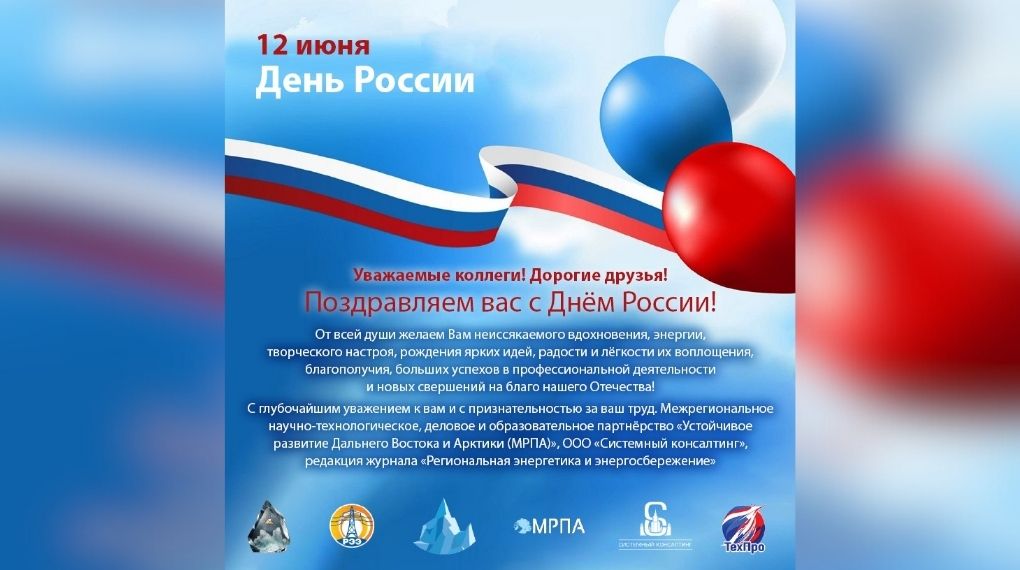 12 июня
День России
Уважаемые коллеги! Дорогие друзья!
Поздравляем вас с Днём России!
От всей души желаем Вам неиссякаемого вдохновения, энергии,
творческого настроя, рождения ярких идей, радости и лёгкости их воплощения,
благополучия, больших успехов в профессиональной деятельности
и новых свершений на благо нашего Отечества!
С глубочайшим уважением к вам и с признательностью за ваш труд. Межрегиональное
научно-технологическое, деловое и образовательное партнёрство «Устойчивое
развитие Дальнего Востока и Арктики (МРПА)», ООО «Системный консалтинг»,
редакция журнала «Региональная энергетика и энергосбережение»
РЭЭ
МРПА
СИСТЕМНЫЙ КОНСАЛТИНГ
ТехПро